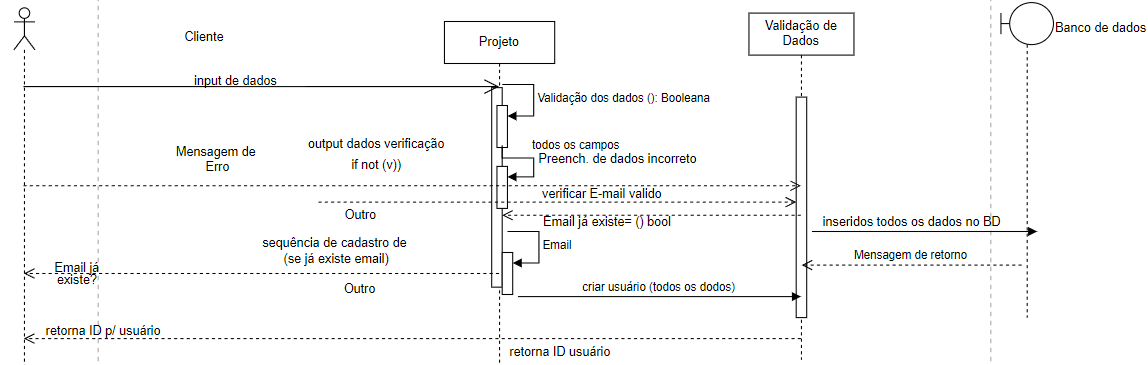 Cliente
Projeto
Validação de
Dados
Banco de dados
input de dados
Validação dos dados (): Booleana
output dados verificação
if not (v))
Mensagem de
Erro
todos os campos
Preench. de dados incorreto
verificar E-mail valido
Outro
Email já existe= () bool
inseridos todos os dados no BD
Email
sequência de cadastro de
(se já existe email)
Mensagem de retorno
Email já
existe?
Outro
criar usuário (todos os dodos)
retorna ID p/ usuário
retorna ID usuário